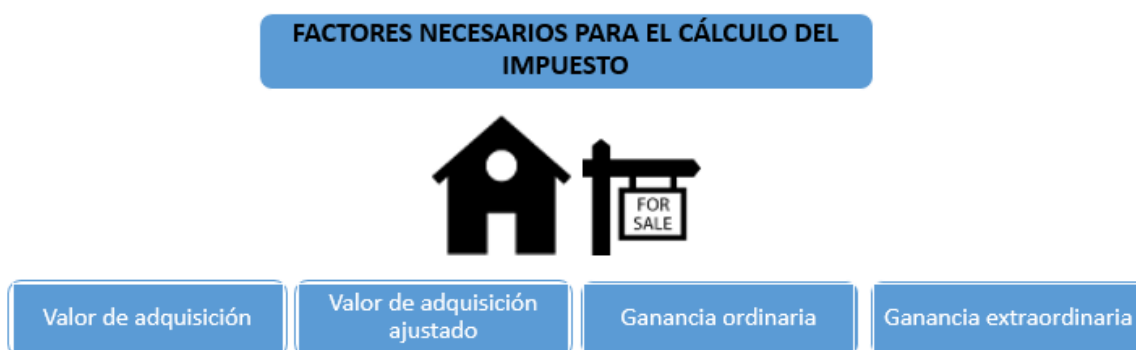 FACTORES NECESARIOS PARA EL CÁLCULO DEL
IMPUESTO
FOR
SALE
Valor de adquisición
Valor de adquisición
ajustado
Ganancia ordinaria
Ganancia extraordinaria